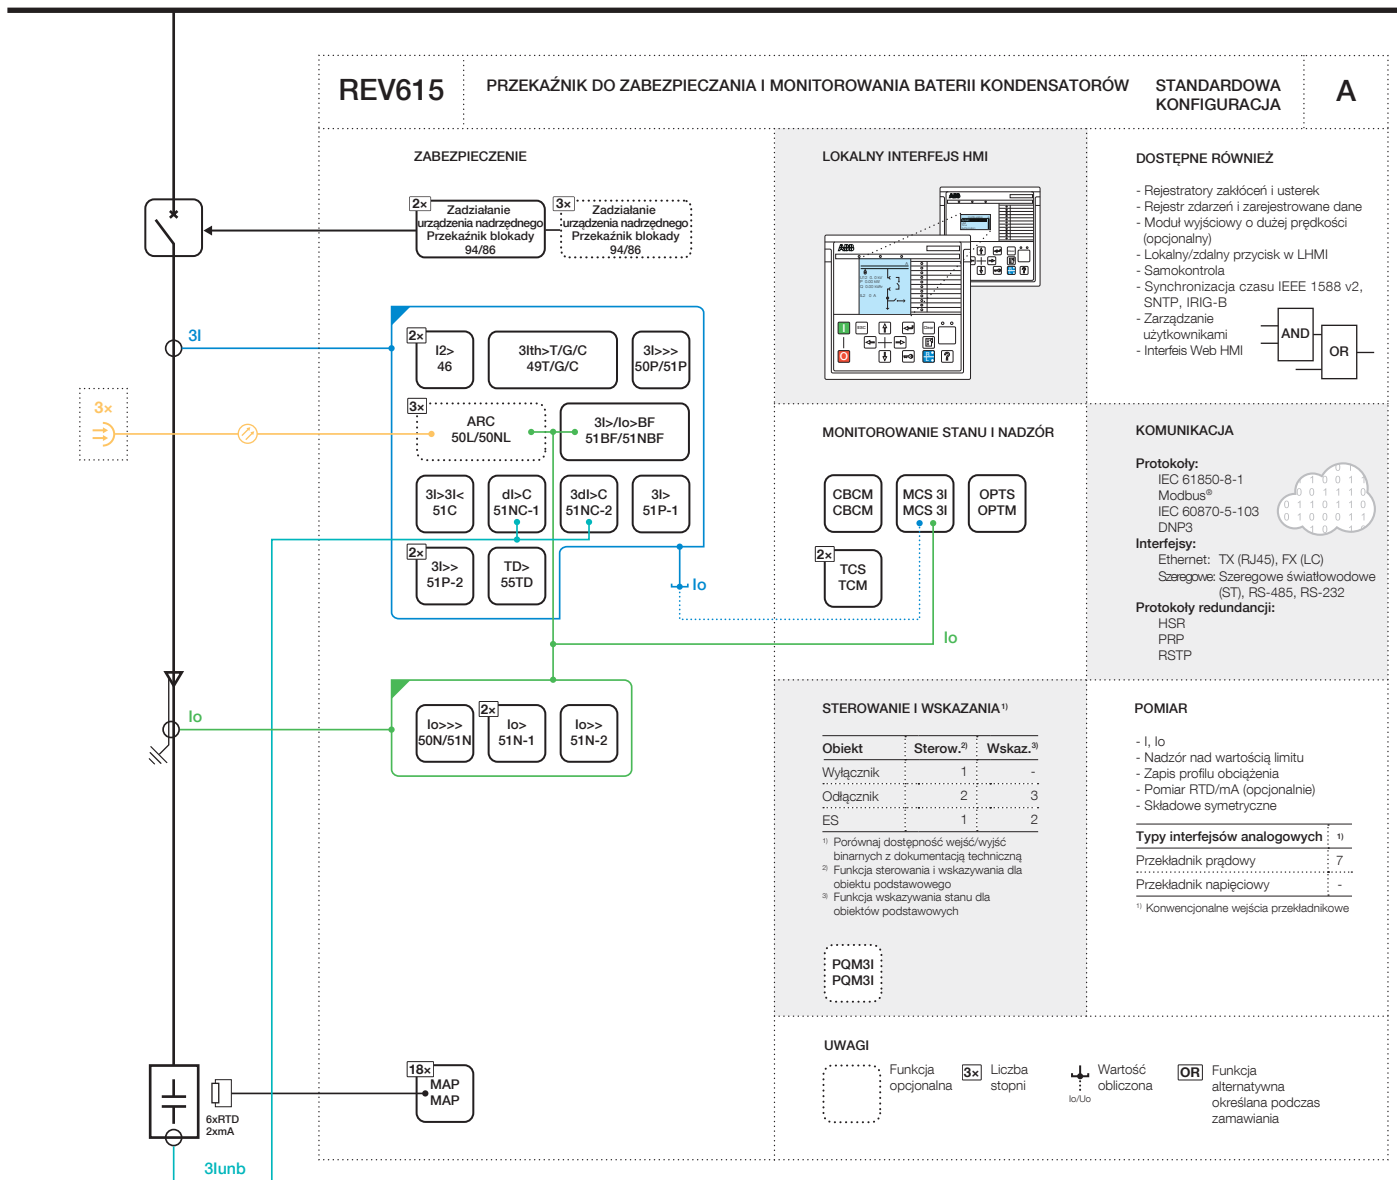 REV615
PRZEKAŹNIK DO ZABEZPIECZANIA I MONITOROWANIA BATERII KONDENSATORÓW
STANDARDOWA
KONFIGURACJA
A
ZABEZPIECZENIE
2×
Zadziałanie
urządzenia nadrzędnego
Przekaźnik blokady
94/86
3×
Zadziałanie
urządzenia nadrzędnego
Przekaźnik blokady
94/86
3I
2×
I2>
46
3Ith>T/G/C
49T/G/C
3I>>>
50P/51P
3×
3×
ARC
50L/50NL
3I>/Io>BF
51BF/51NBF
3I>3I<
51C
dI>C
51NC-1
3dI>C
51NC-2
3I>
51P-1
2×
3I>>
51P-2
TD>
55TD
Io
Io
Io
Io>>>
50N/51N
2×
Io>
51N-1
Io>>
51N-2
18×
MAP
MAP
6xRTD
2xmA
3Iunb
LOKALNY INTERFEJS HMI
ABB
ABB
ESC
Clear
I
O
DOSTĘPNE RÓWNIEŻ
- Rejestratory zakłóceń i usterek
- Rejestr zdarzeń i zarejestrowane dane
- Moduł wyjściowy o dużej prędkości
(opcjonalny)
- Lokalny/zdalny przycisk w LHMI
- Samokontrola
- Synchronizacja czasu IEEE 1588 v2,
SNTP, IRIG-B
- Zarządzanie
użytkownikami
- Interfeis Web HMI
AND
OR
MONITOROWANIE STANU I NADZÓR
CBCM
CBCM
MCS 3I
MCS 3I
OPTS
OPTM
2×
TCS
TCM
KOMUNIKACJA
Protokoły:
IEC 61850-8-1
Modbus®
IEC 60870-5-103
DNP3
Interfejsy:
Ethernet: TX (RJ45), FX (LC)
Szeregowe: Szeregowe światłowodowe
(ST), RS-485, RS-232
Protokoły redundancji:
HSR
PRP
RSTP
STEROWANIE I WSKAZANIA 1)
Obiekt Sterow.2) Wskaz.3)
Wyłącznik 1 -
Odłącznik 2 3
ES 1 2
1) Porównaj dostępność wejść/wyjść
binarnych z dokumentacją techniczną
2) Funkcja sterowania i wskazywania dla
obiektu podstawowego
3) Funkcja wskazywania stanu dla
obiektów podstawowych
PQM3I
PQM3I
POMIAR
- I, Io
- Nadzór nad wartością limitu
- Zapis profilu obciążenia
- Pomiar RTD/mA (opcjonalnie)
- Składowe symetryczne
Typy interfejsów analogowych 1)
Przekładnik prądowy 7
Przekładnik napięciowy -
1) Konwencjonalne wejścia przekładnikowe
UWAGI
Funkcja
opcjonalna
3×
Liczba
stopni
Io/Uo
Wartość
obliczona
OR
Funkcja
alternatywna
określana podczas
zamawiania